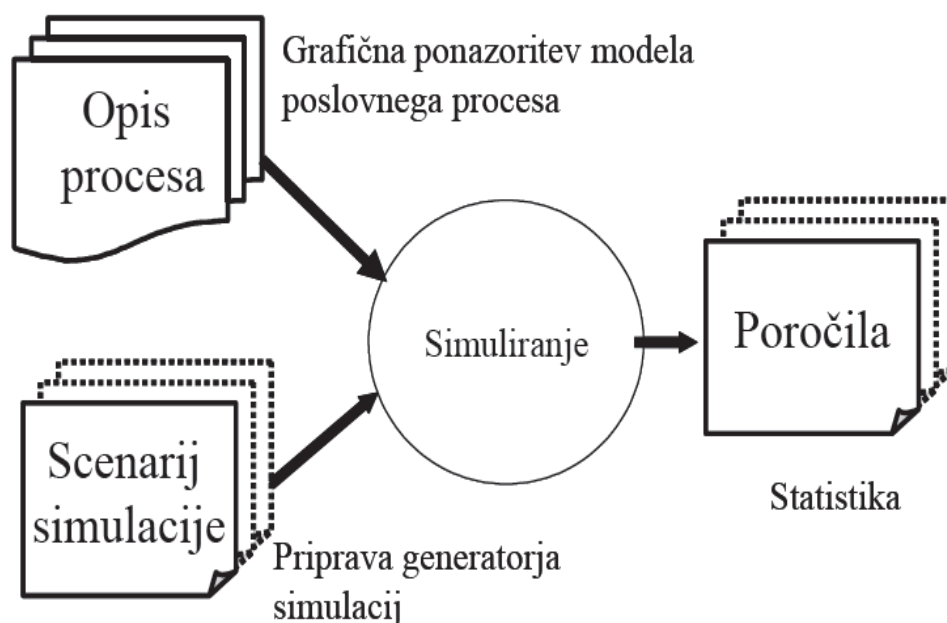 Opis
procesa
Grafična ponazoritev modela
poslovnega procesa
Simuliranje
Poročila
Statistika
Scenarij
simulacije
Priprava generatorja
simulacij